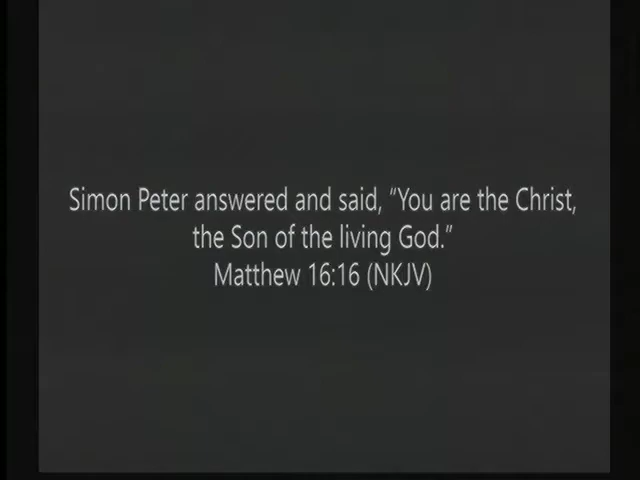 Simon Peter answered and said, “You are the Christ,
the Son of the living God.”
Matthew 16:16 (NKJV)